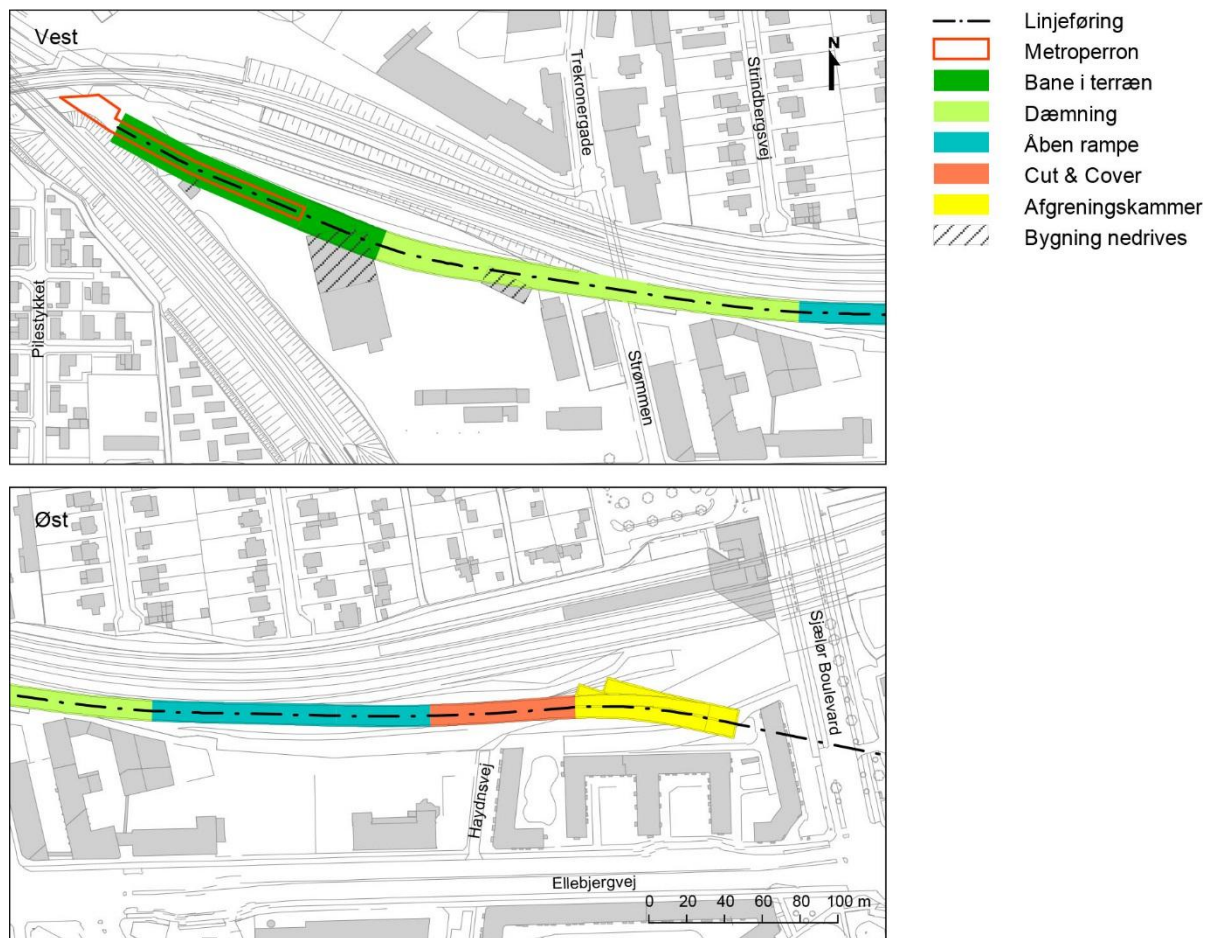 Vest
N
Trekronergade
Strindbergsvej
Pilestykket
Strømmen
Linjeføring
Metroperron
Bane i terræn
Dæmning
Åben rampe
Cut & Cover
Afgreningskammer
Bygning nedrives
Øst
Sjælør Boulevard
Haydnsvej
Ellebjergvej
0 20 40 60 80 100 m